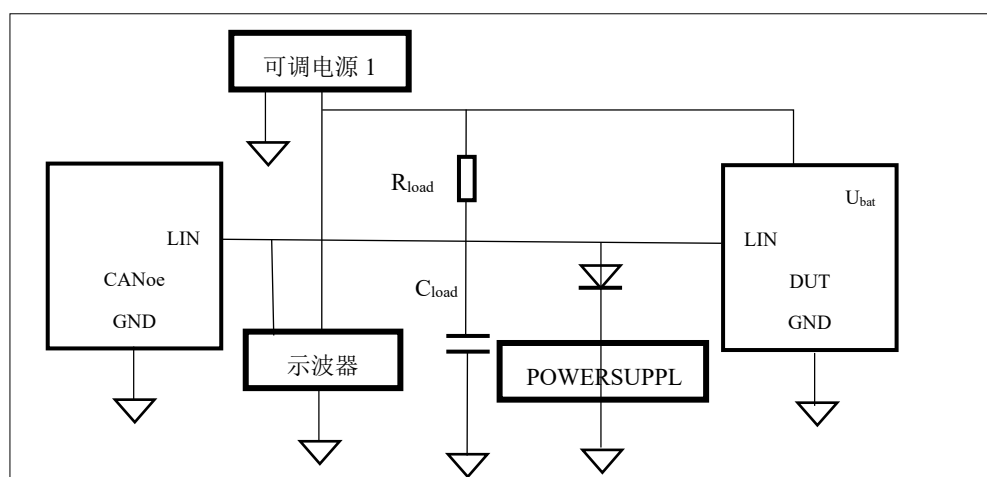 可调电源 1
Rload
Ubat
LIN
LIN
CANoe
Cload
DUT
GND
GND
示波器
POWERSUPPL